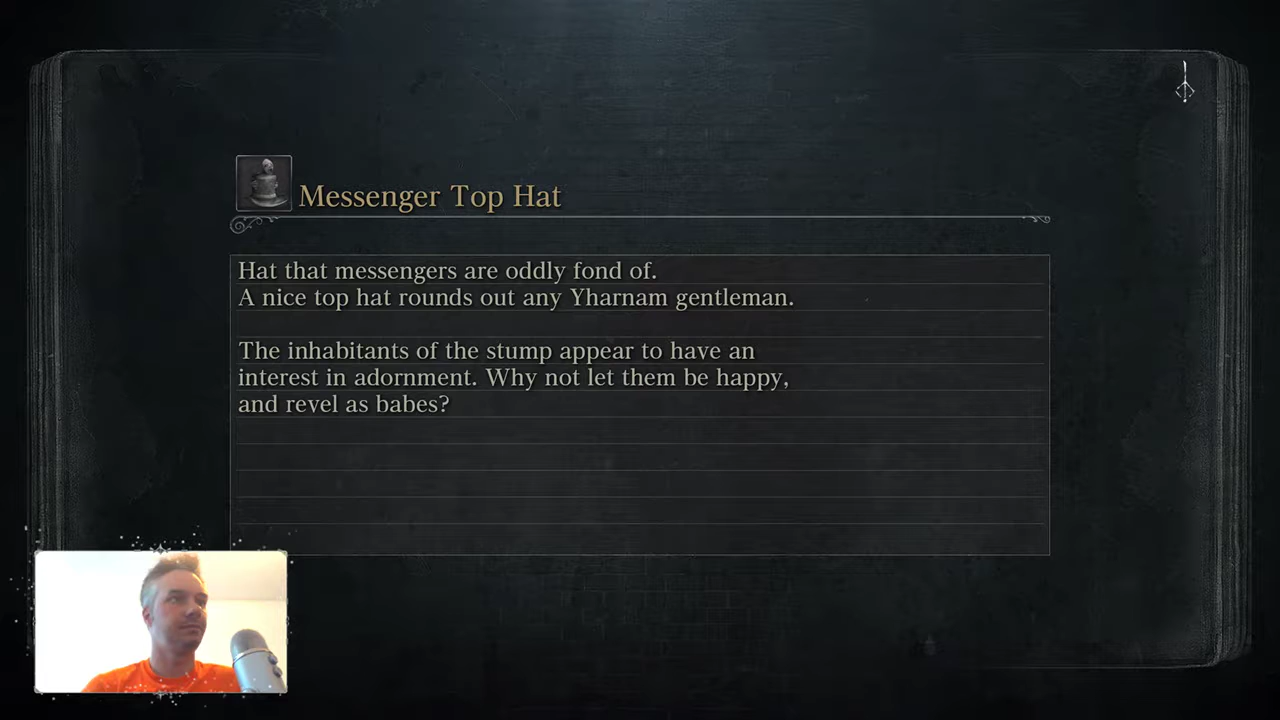 Messenger Top Hat
Hat that messengers are oddly fond of.
A nice top hat rounds out any Yharnam gentleman.
The inhabitants of the stump appear to have an
interest in adornment. Why not let them be happy,
and revel as babes?